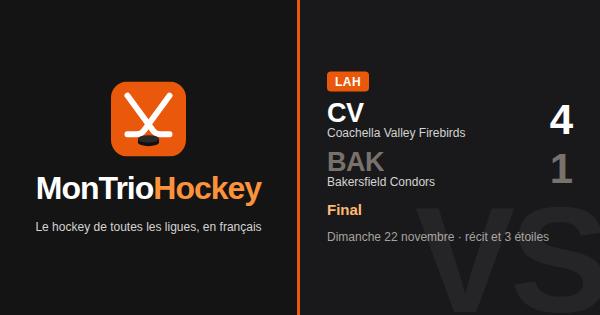 MonTrioHockey
Le hockey de toutes les ligues, en français
LAH
CV 4
Coachella Valley Firebirds
BAK 1
Bakersfield Condors
Final
Dimanche 22 novembre · récit et 3 étoiles
VS